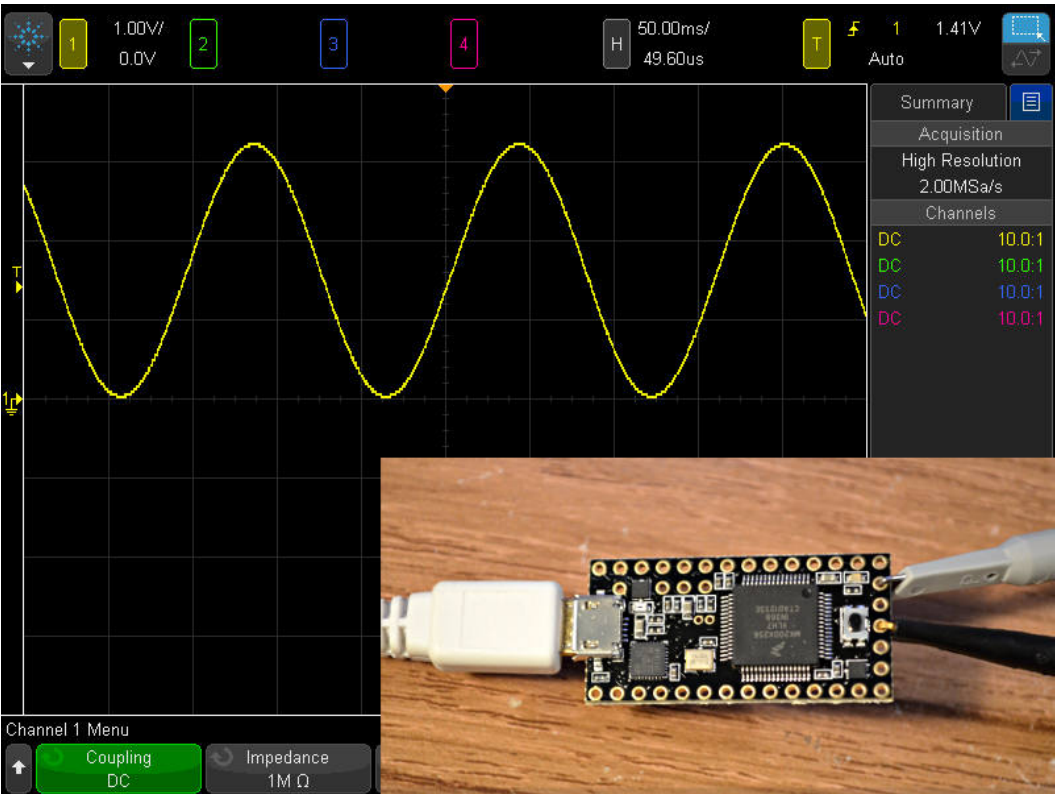 1 1.00V/ 2 3 4 H 50.00ms/ T 1 1.41V
0.0V 49.60us Auto
Summary
Acquisition
High Resolution
2.00MSa/s
Channels
DC 10.0:1
DC 10.0:1
DC 10.0:1
DC 10.0:1
T
1
Channel 1 Menu
Coupling
DC
Impedance
1M Ω